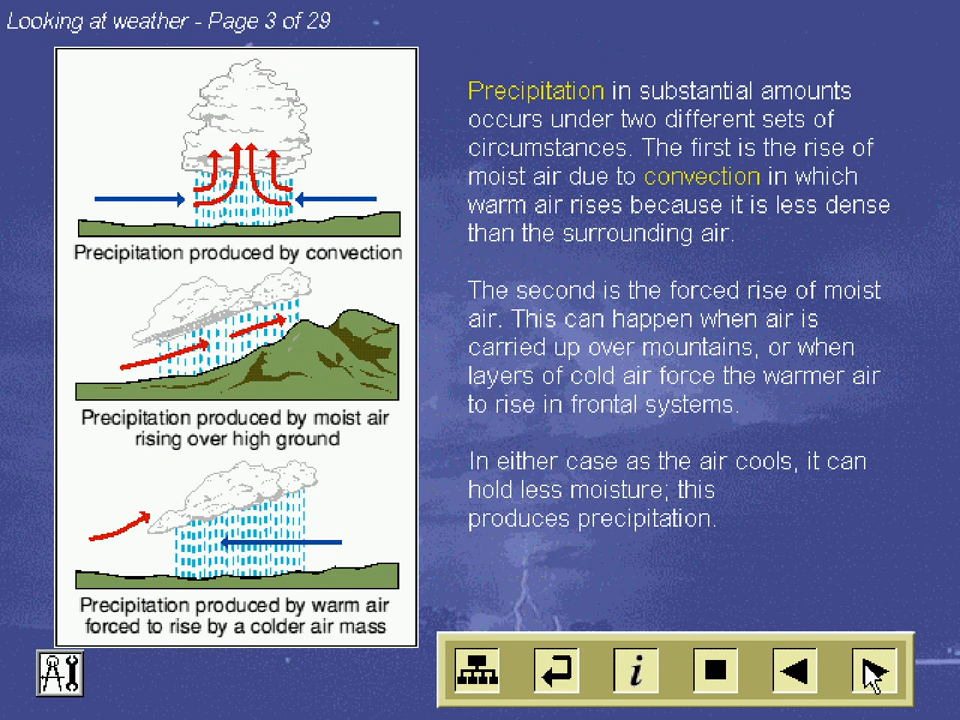 Looking at weather - Page 3 of 29
Precipitation produced by convection
Precipitation produced by moist air
rising over high ground
Precipitation produced by warm air
forced to rise by a colder air mass
Precipitation in substantial amounts
occurs under two different sets of
circumstances. The first is the rise of
moist air due to convection in which
warm air rises because it is less dense
than the surrounding air.
The second is the forced rise of moist
air. This can happen when air is
carried up over mountains, or when
layers of cold air force the warmer air
to rise in frontal systems.
In either case as the air cools, it can
hold less moisture; this
produces precipitation.
i